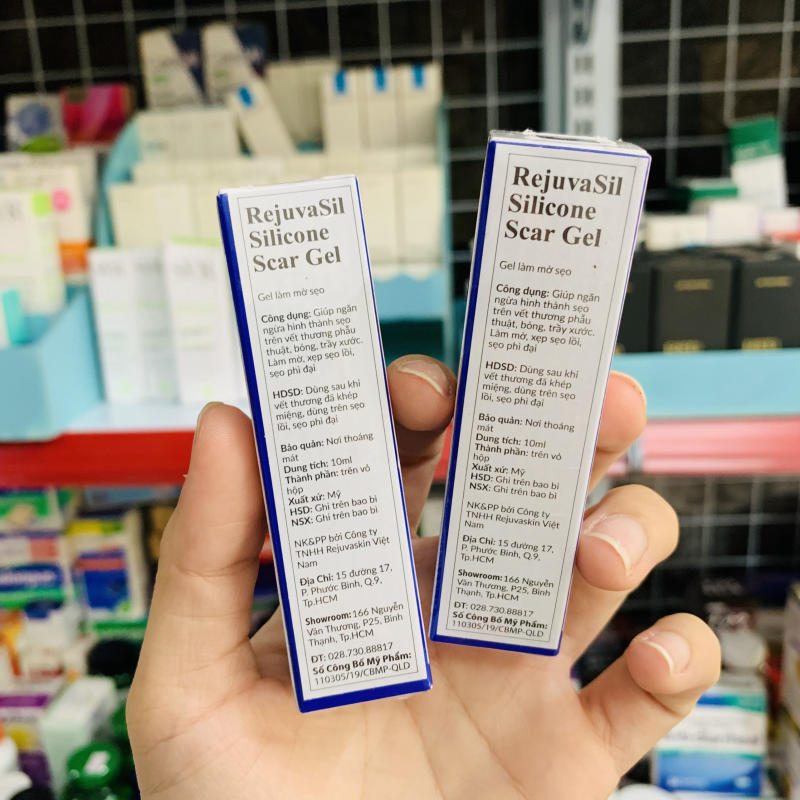 RejuvaSil
Silicone
Scar Gel
Gel làm mờ sẹo
Công dụng: Giúp ngăn
ngừa hình thành sẹo
trên vết thương phẫu
thuật, bỏng, trầy xước.
Làm mờ, xẹp sẹo lồi,
sẹo phì đại
HDSD: Dùng sau khi
vết thương đã khép
miệng, dùng trên sẹo
lồi, sẹo phì đại
Bảo quản: Nơi thoáng
mát
Dung tích: 10ml
Thành phần: trên vỏ
hộp
Xuất xứ: Mỹ
HSD: Ghi trên bao bì
NSX: Ghi trên bao bì
NK&PP bởi Công ty
TNHH Rejuvaskin Việt
Nam
Địa Chỉ: 15 đường 17,
P. Phước Bình, Q.9,
Tp.HCM
Showroom: 166 Nguyễn
Văn Thương, P25, Bình
Thạnh, Tp.HCM
ĐT: 028.730.88817
Số Công Bố Mỹ Phẩm:
110305/19/CBMP-QLD
RejuvaSil
Silicone
Scar Gel
Gel làm mờ sẹo
Công dụng: Giúp ngăn
ngừa hình thành sẹo
trên vết thương phẫu
thuật, bỏng, trầy xước.
Làm mờ, xẹp sẹo lồi,
sẹo phì đại
HDSD: Dùng sau khi
vết thương đã khép
miệng, dùng trên sẹo
lồi, sẹo phì đại
Bảo quản: Nơi thoáng
mát
Dung tích: 10ml
Thành phần: trên vỏ
hộp
Xuất xứ: Mỹ
HSD: Ghi trên bao bì
NSX: Ghi trên bao bì
NK&PP bởi Công ty
TNHH Rejuvaskin Việt
Nam
Địa Chỉ: 15 đường 17,
P. Phước Bình, Q.9,
Tp.HCM
Showroom: 166 Nguyễn
Văn Thương, P25, Bình
Thạnh, Tp.HCM
ĐT: 028.730.88817
Số Công Bố Mỹ Phẩm:
110305/19/CBMP-QLD